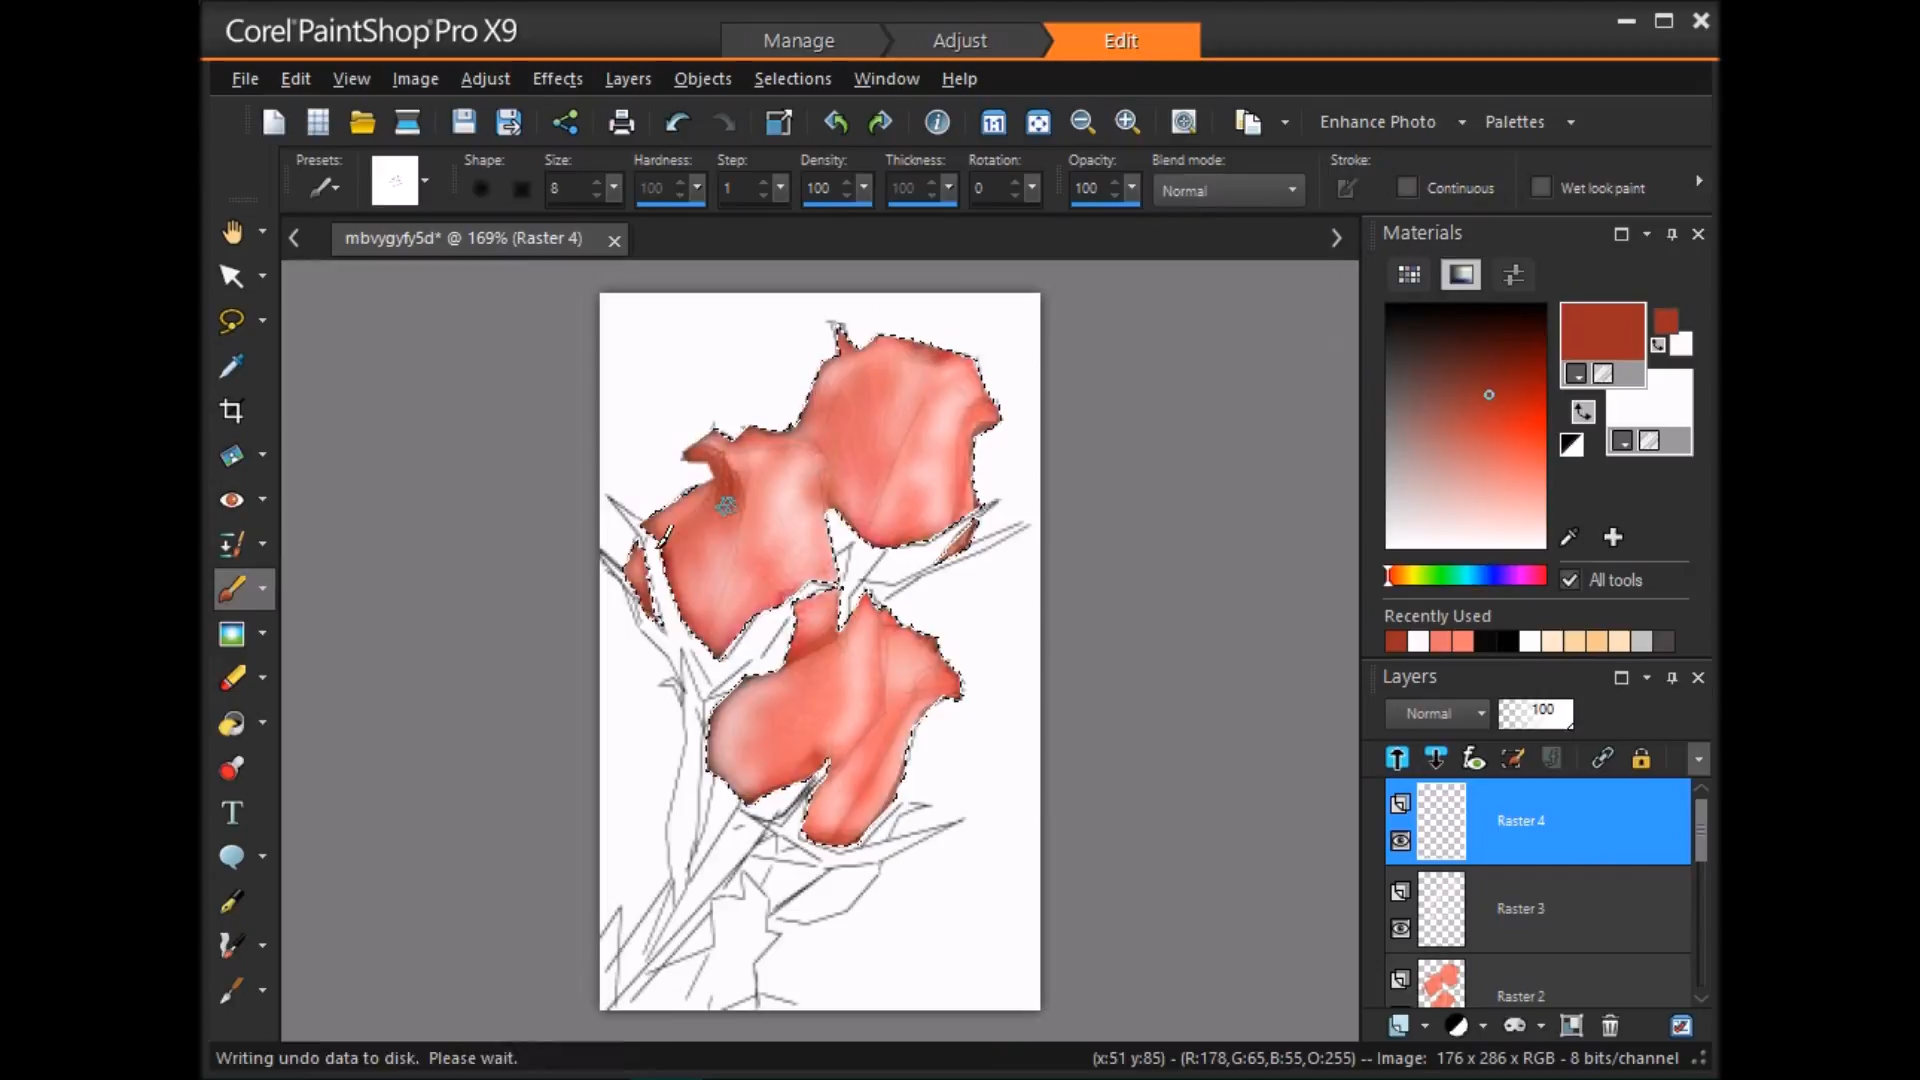 Corel PaintShop Pro X9
Manage Adjust Edit
File Edit View Image Adjust Effects Layers Objects Selections Window Help
1:1 Enhance Photo Palettes
Presets: Shape: Size: Hardness: Step: Density: Thickness: Rotation: Opacity: Blend mode: Stroke:
8 100 1 100 100 0 100 Normal Continuous Wet look paint
mbvygyfy5d* @ 169% (Raster 4)
Materials
All tools
Recently Used
Layers
Normal 100
Raster 4
Raster 3
Raster 2
Writing undo data to disk. Please wait. (x:51 y:85) - (R:178,G:65,B:55,O:255) -- Image: 176 x 286 x RGB - 8 bits/channel